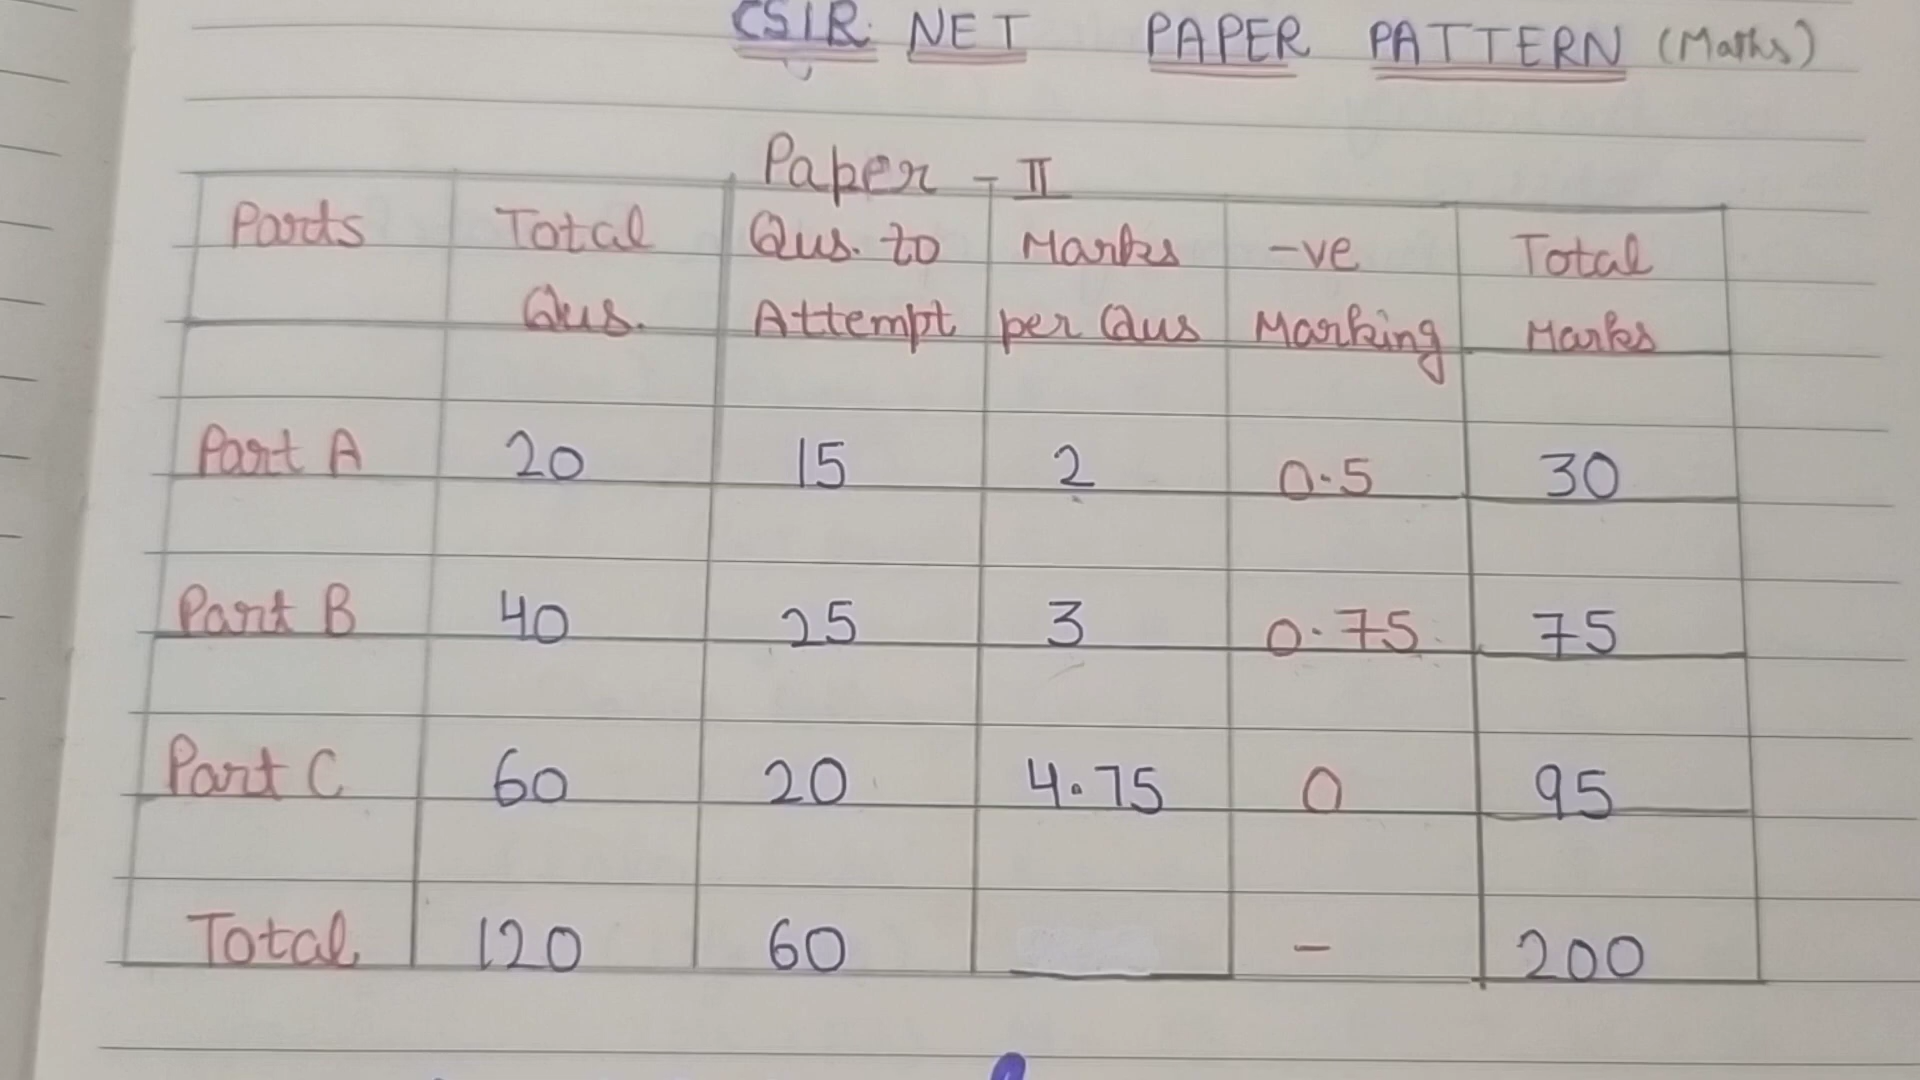 CSIR NET PAPER PATTERN (Maths)
Paper - II
Parts Total Qus. to Marks -ve Total
Qus. Attempt per Qus Marking Marks
Part A 20 15 2 0.5 30
Part B 40 25 3 0.75 75
Part C 60 20 4.75 0 95
Total 120 60 - 200